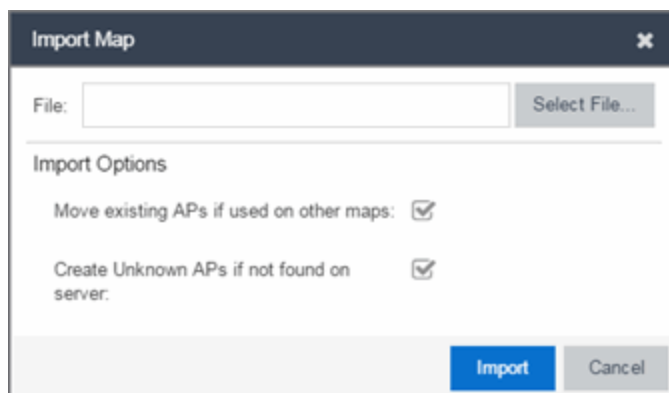 Import Map
File:
Select File...
Import Options
Move existing APs if used on other maps:
Create Unknown APs if not found on
server:
Import
Cancel